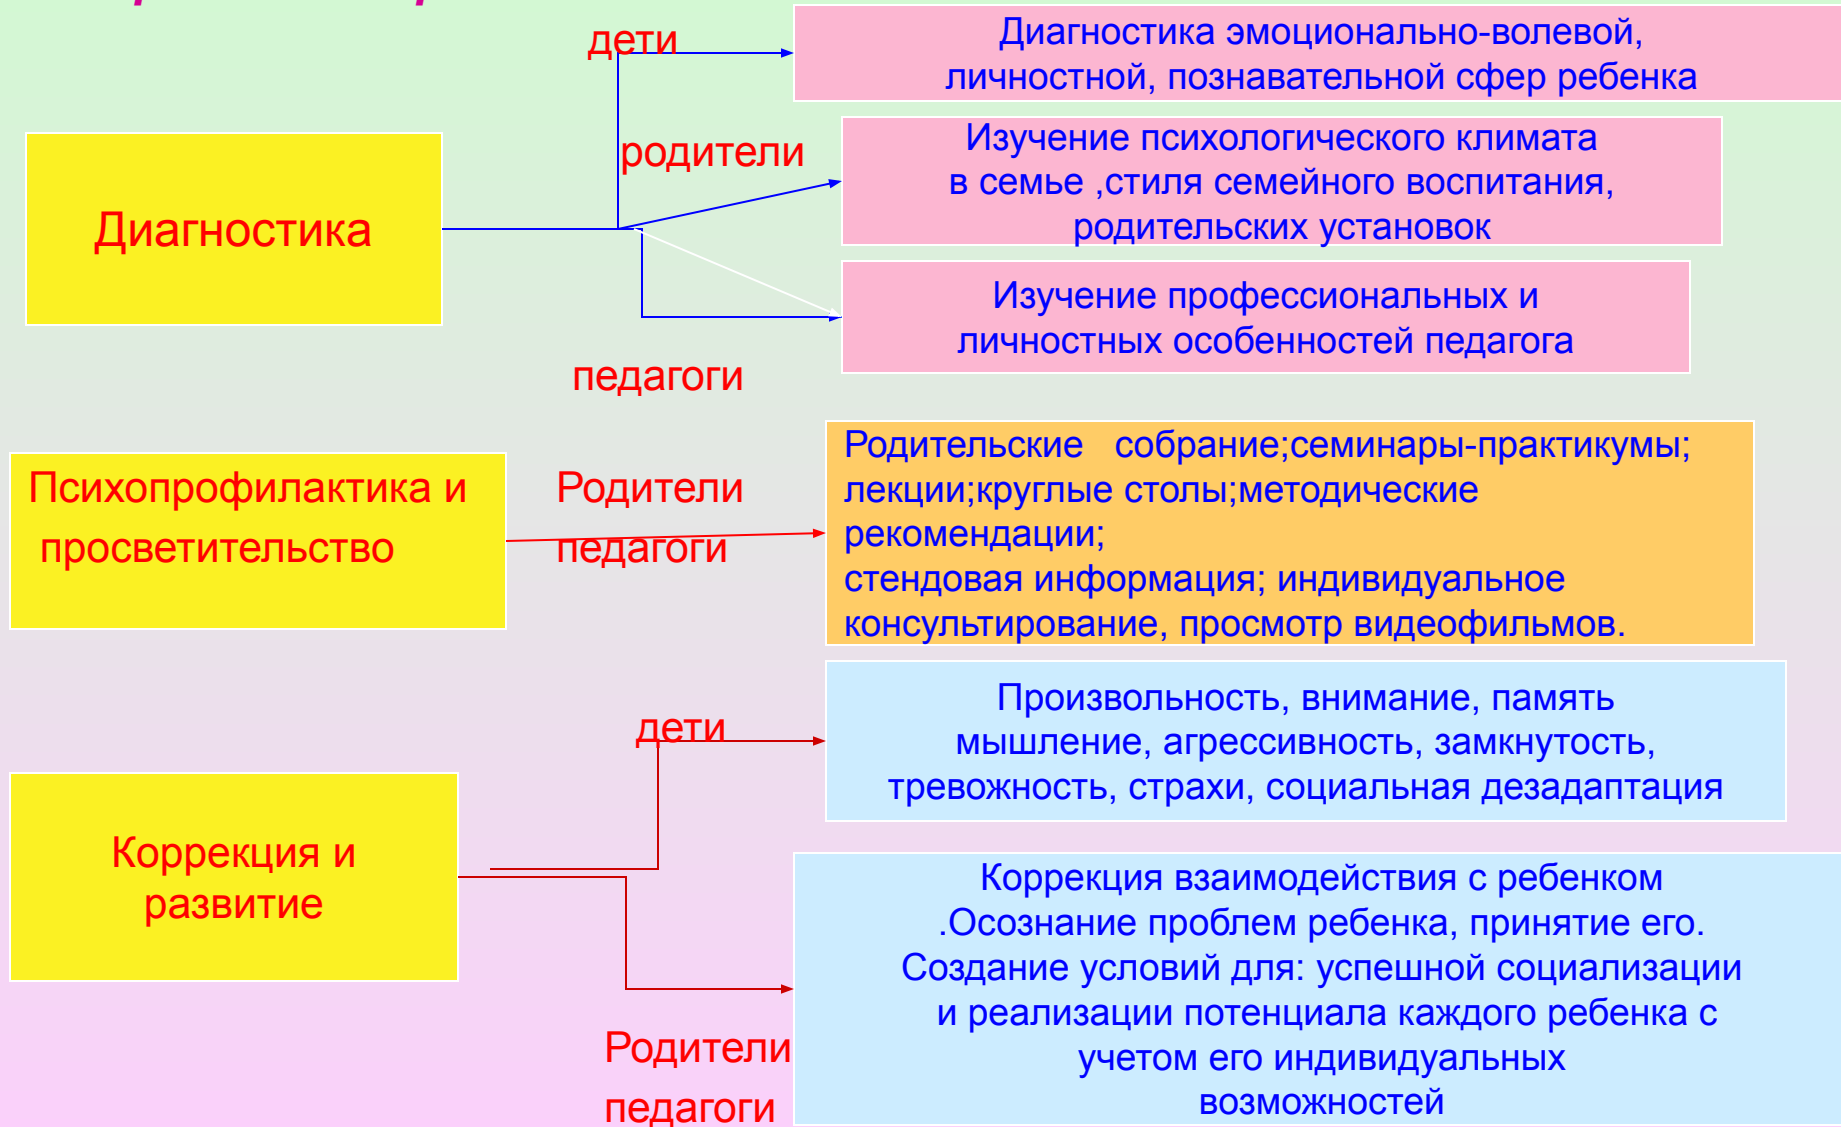 дети
Диагностика эмоционально-волевой,
личностной, познавательной сфер ребенка
Диагностика
родители
Изучение психологического климата
в семье ,стиля семейного воспитания,
родительских установок
педагоги
Изучение профессиональных и
личностных особенностей педагога
Психопрофилактика и
просветительство
Родители
педагоги
Родительские собрание;семинары-практикумы;
лекции;круглые столы;методические
рекомендации;
стендовая информация; индивидуальное
консультирование, просмотр видеофильмов.
Коррекция и
развитие
дети
Произвольность, внимание, память
мышление, агрессивность, замкнутость,
тревожность, страхи, социальная дезадаптация
Родители
педагоги
Коррекция взаимодействия с ребенком
.Осознание проблем ребенка, принятие его.
Создание условий для: успешной социализации
и реализации потенциала каждого ребенка с
учетом его индивидуальных
возможностей